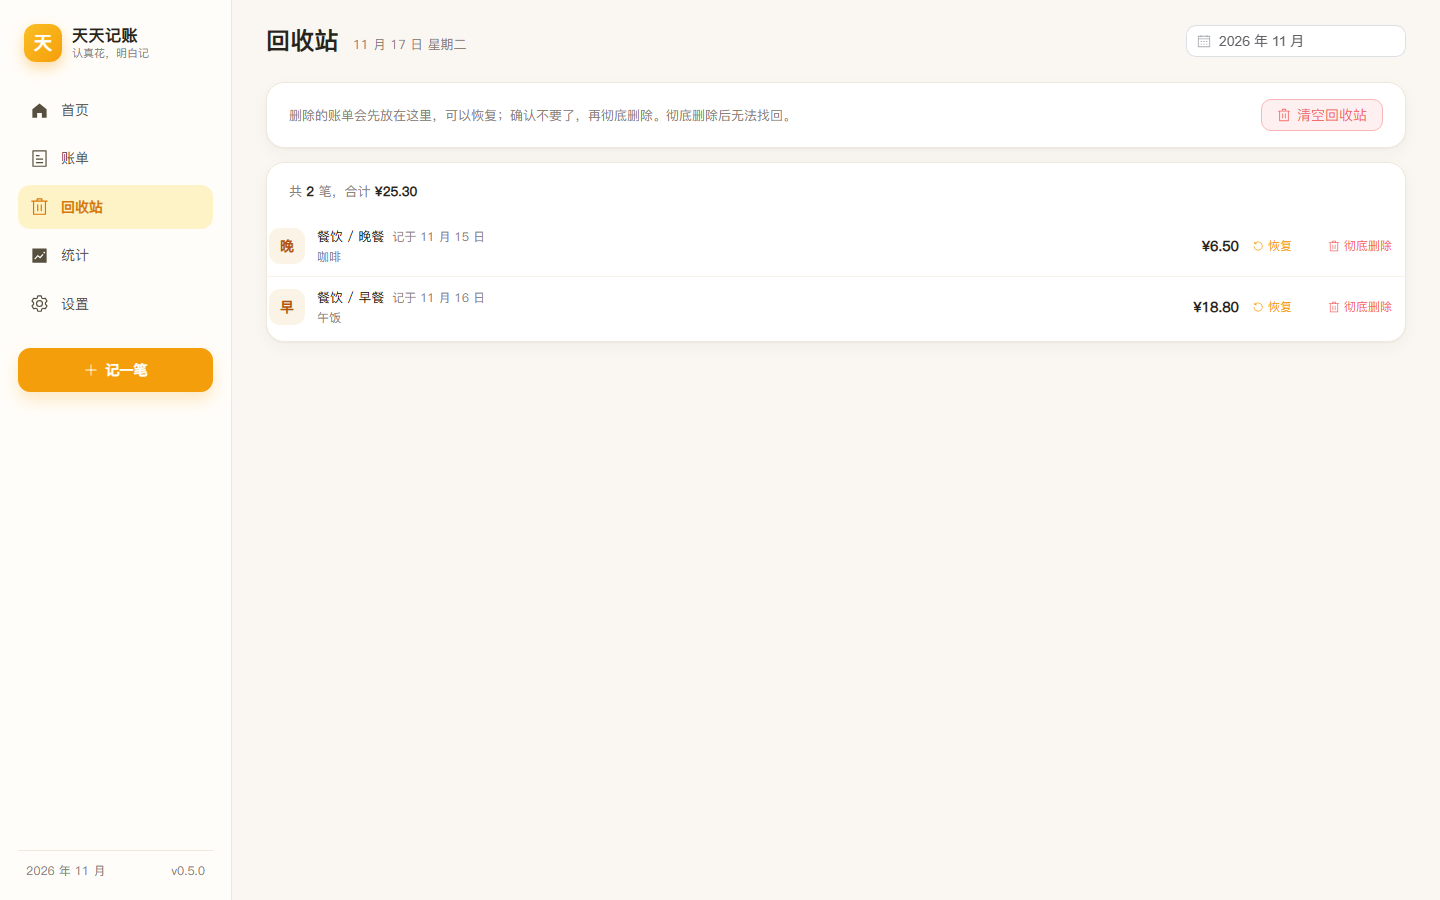 天
天天记账
认真花，明白记
首页
账单
回收站
统计
设置
记一笔
2026 年 11 月
v0.5.0
回收站
11 月 17 日 星期二
2026 年 11 月
删除的账单会先放在这里，可以恢复；确认不要了，再彻底删除。彻底删除后无法找回。
清空回收站
共 2 笔，合计 ¥25.30
晚
餐饮 / 晚餐 记于 11 月 15 日
咖啡
¥6.50
恢复
彻底删除
早
餐饮 / 早餐 记于 11 月 16 日
午饭
¥18.80
恢复
彻底删除